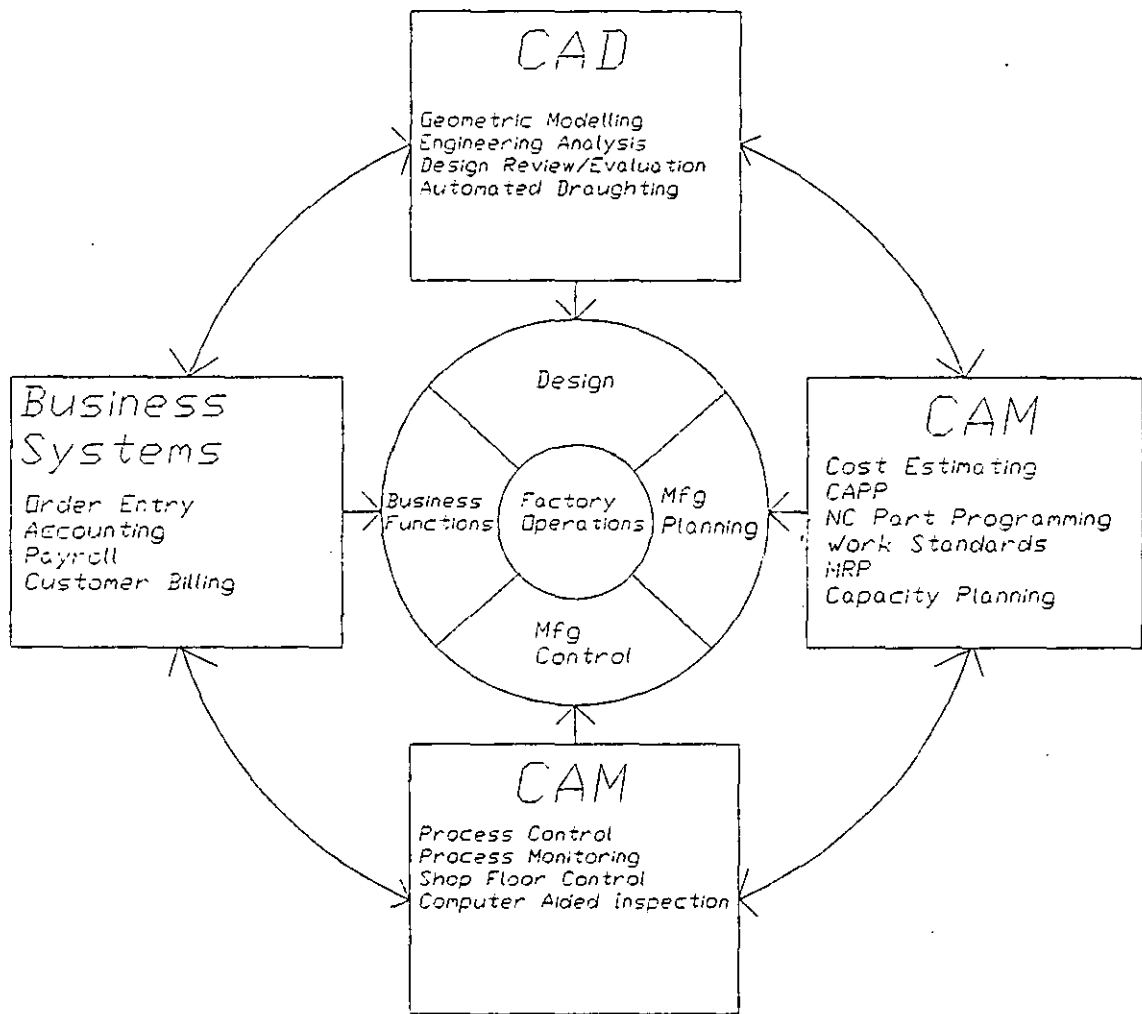 CAD
Geometric Modelling
Engineering Analysis
Design Review/Evaluation
Automated Draughting
Business
Systems
Order Entry
Accounting
Payroll
Customer Billing
Design
Business
Functions
Factory
Operations
Mfg
Planning
Mfg
Control
CAM
Cost Estimating
CAPP
NC Part Programming
Work Standards
MRP
Capacity Planning
CAM
Process Control
Process Monitoring
Shop Floor Control
Computer Aided Inspection